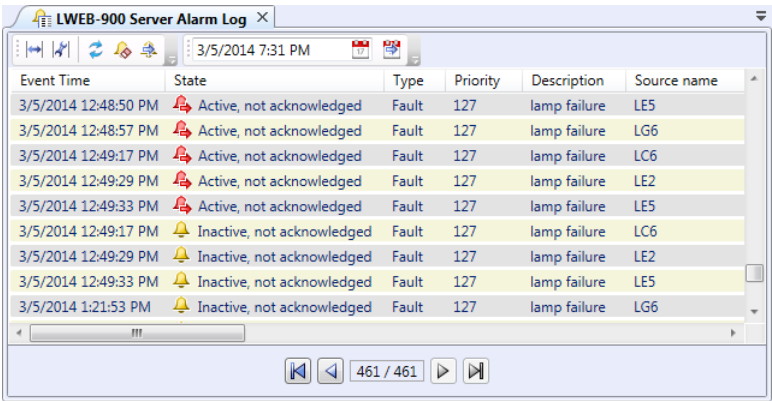 LWEB-900 Server Alarm Log
3/5/2014 7:31 PM 17
Event Time State Type Priority Description Source name
3/5/2014 12:48:50 PM Active, not acknowledged Fault 127 lamp failure LE5
3/5/2014 12:48:57 PM Active, not acknowledged Fault 127 lamp failure LG6
3/5/2014 12:49:17 PM Active, not acknowledged Fault 127 lamp failure LC6
3/5/2014 12:49:29 PM Active, not acknowledged Fault 127 lamp failure LE2
3/5/2014 12:49:33 PM Active, not acknowledged Fault 127 lamp failure LE5
3/5/2014 12:49:17 PM Inactive, not acknowledged Fault 127 lamp failure LC6
3/5/2014 12:49:29 PM Inactive, not acknowledged Fault 127 lamp failure LE2
3/5/2014 12:49:33 PM Inactive, not acknowledged Fault 127 lamp failure LE5
3/5/2014 1:21:53 PM Inactive, not acknowledged Fault 127 lamp failure LG6
461 / 461